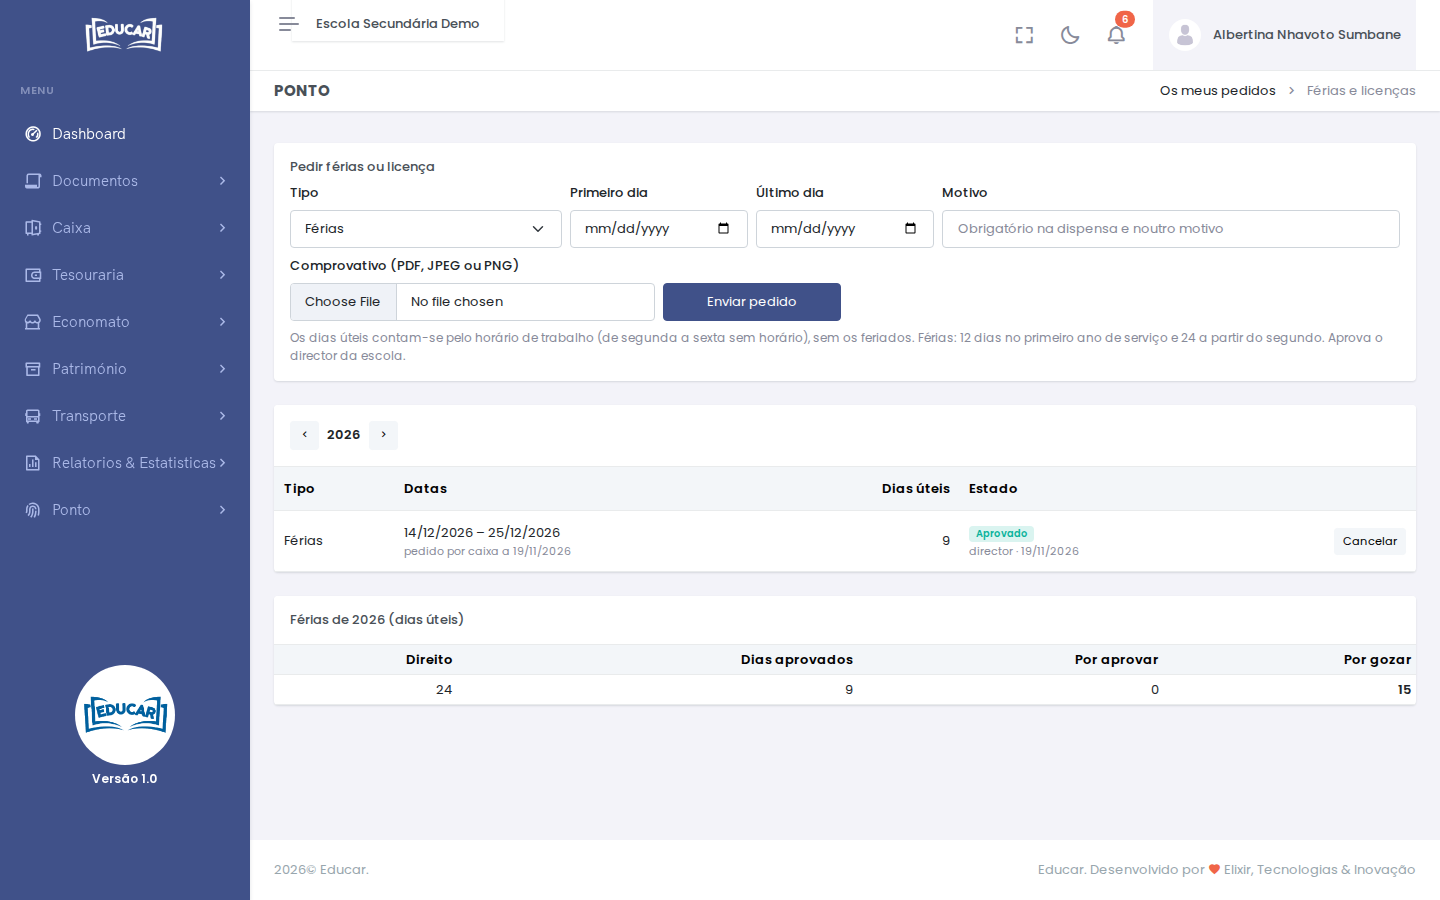 EDUCAR
Escola Secundária Demo
6
Albertina Nhavoto Sumbane
MENU
Dashboard
Documentos
Caixa
Tesouraria
Economato
Património
Transporte
Relatorios & Estatisticas
Ponto
EDUCAR
Versão 1.0
PONTO
Os meus pedidos > Férias e licenças
Pedir férias ou licença
Tipo Primeiro dia Último dia Motivo
Férias mm/dd/yyyy mm/dd/yyyy Obrigatório na dispensa e noutro motivo
Comprovativo (PDF, JPEG ou PNG)
Choose File No file chosen Enviar pedido
Os dias úteis contam-se pelo horário de trabalho (de segunda a sexta sem horário), sem os feriados. Férias: 12 dias no primeiro ano de serviço e 24 a partir do segundo. Aprova o
director da escola.
‹ 2026 ›
Tipo Datas Dias úteis Estado
Férias 14/12/2026 – 25/12/2026 9 Aprovado Cancelar
pedido por caixa a 19/11/2026 director · 19/11/2026
Férias de 2026 (dias úteis)
Direito Dias aprovados Por aprovar Por gozar
24 9 0 15
2026© Educar. Educar. Desenvolvido por Elixir, Tecnologias & Inovação